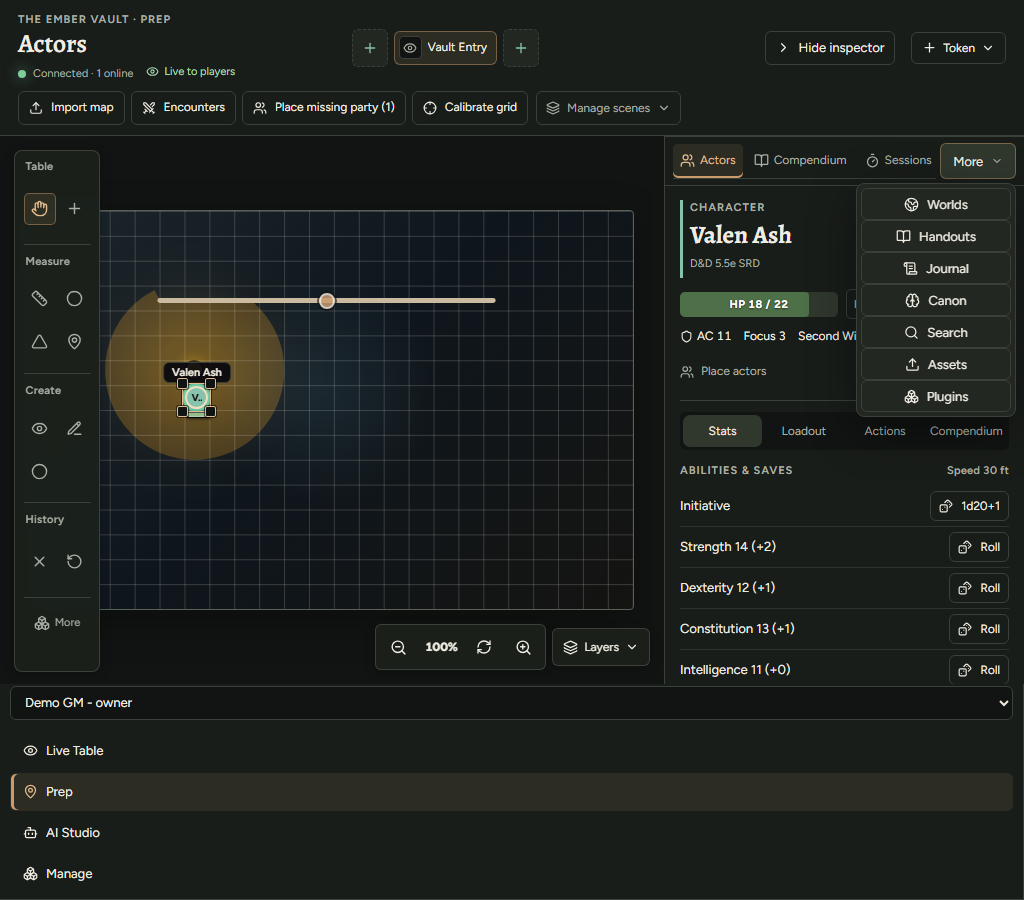 THE EMBER VAULT · PREP
Actors
Connected · 1 online
Live to players
Vault Entry
Hide inspector
Token
Import map
Encounters
Place missing party (1)
Calibrate grid
Manage scenes
Table
Measure
Create
History
More
Valen Ash
V..
100%
Layers
Actors
Compendium
Sessions
More
Worlds
Handouts
Journal
Canon
Search
Assets
Plugins
CHARACTER
Valen Ash
D&D 5.5e SRD
HP 18 / 22
AC 11
Focus 3
Second Wi
Place actors
Stats
Loadout
Actions
Compendium
ABILITIES & SAVES
Speed 30 ft
Initiative
1d20+1
Strength 14 (+2)
Roll
Dexterity 12 (+1)
Roll
Constitution 13 (+1)
Roll
Intelligence 11 (+0)
Roll
Demo GM - owner
Live Table
Prep
AI Studio
Manage